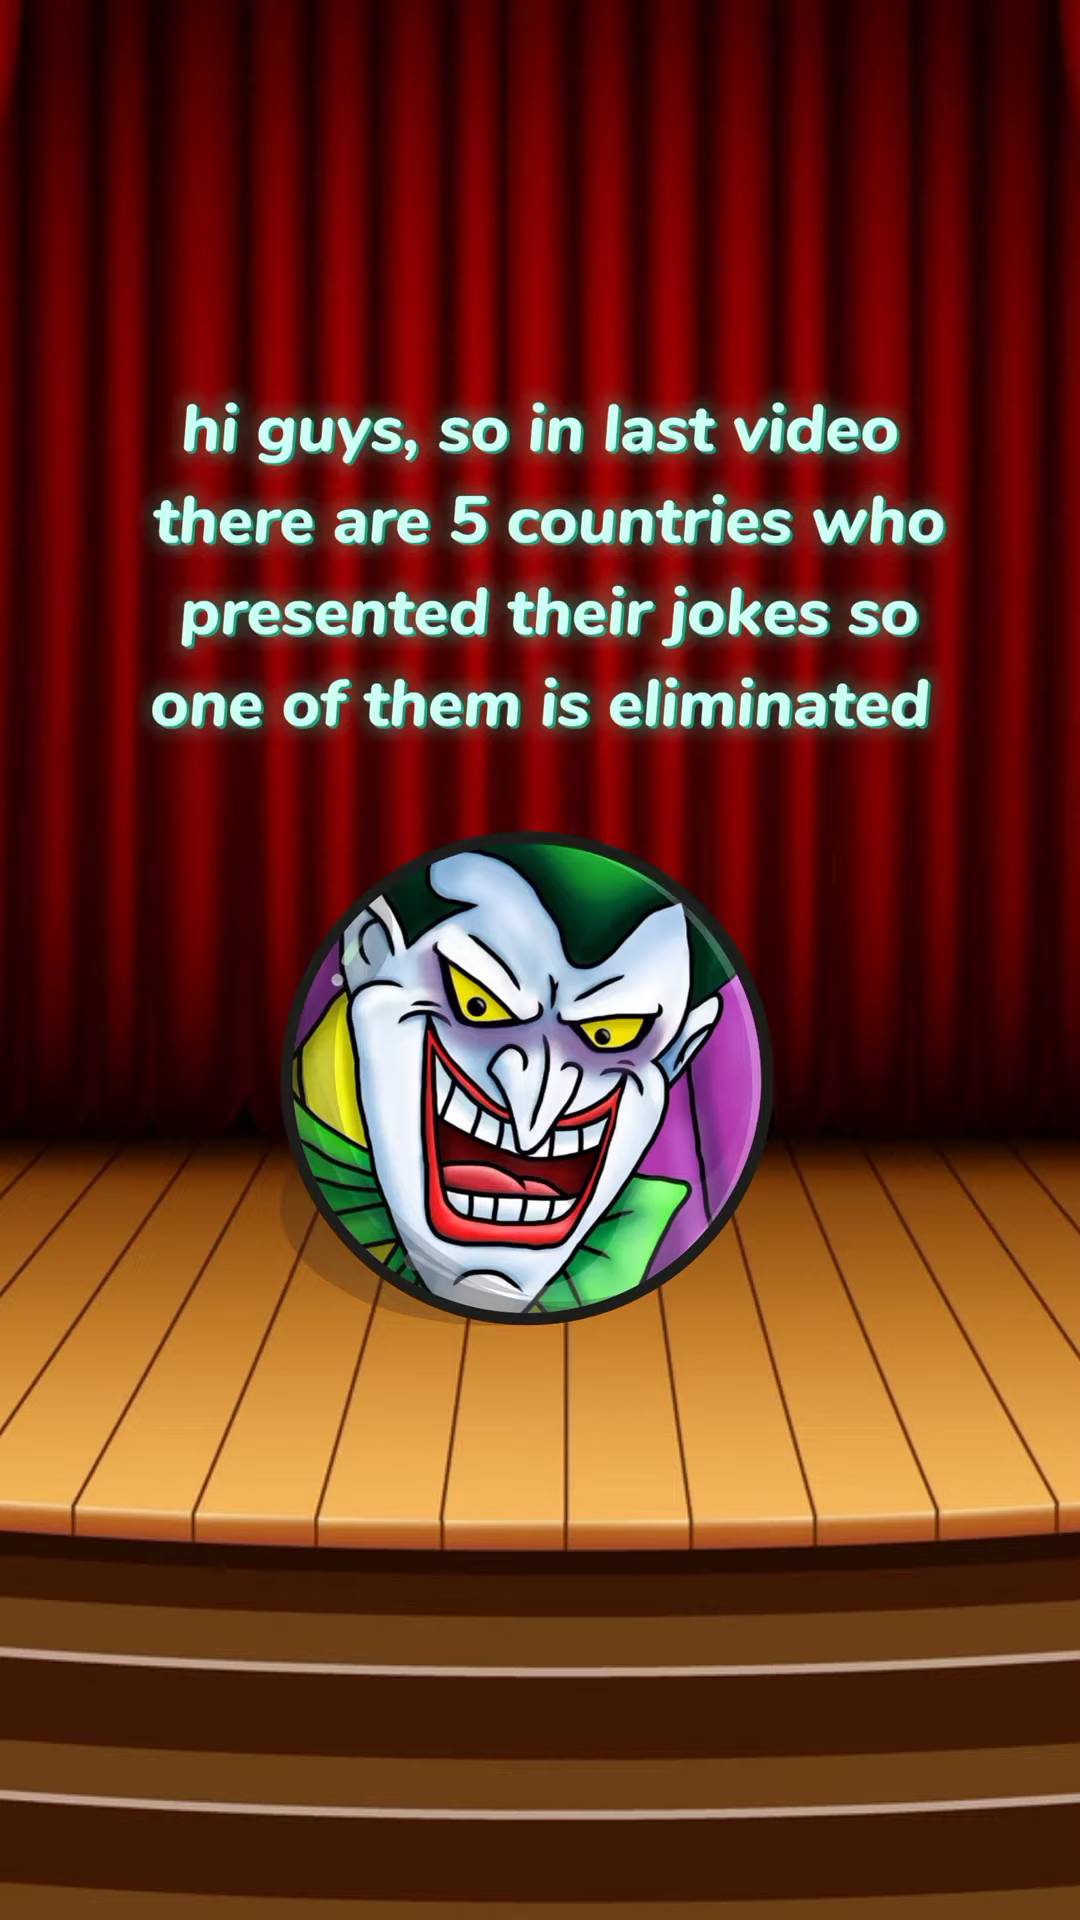 hi guys, so in last video
there are 5 countries who
presented their jokes so
one of them is eliminated